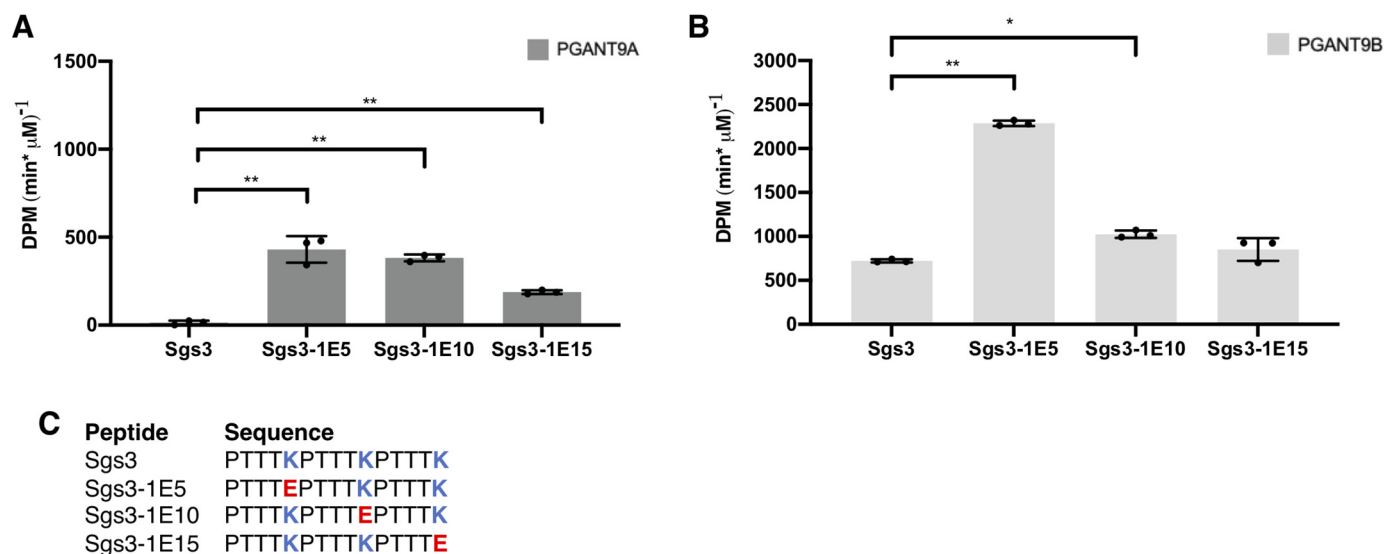 A
PGANT9A
DPM (min* μM)-1
1500
1000
500
0
**
**
**
Sgs3
Sgs3-1E5
Sgs3-1E10
Sgs3-1E15
B
PGANT9B
DPM (min* μM)-1
3000
2500
2000
1500
1000
500
0
*
**
Sgs3
Sgs3-1E5
Sgs3-1E10
Sgs3-1E15
C
Peptide Sequence
Sgs3 PTTTKPTTTKPTTTK
Sgs3-1E5 PTTTEPTTTKPTTTK
Sgs3-1E10 PTTTKPTTTEPTTTK
Sgs3-1E15 PTTTKPTTTKPTTTE